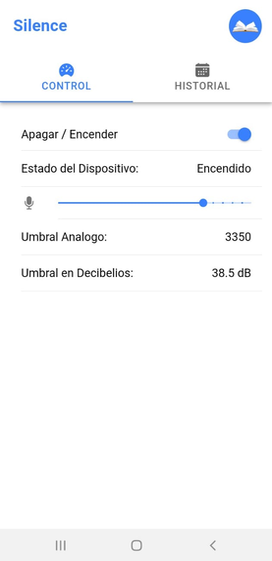 Silence
CONTROL
HISTORIAL
Apagar / Encender
Estado del Dispositivo: Encendido
Umbral Analogo: 3350
Umbral en Decibelios: 38.5 dB